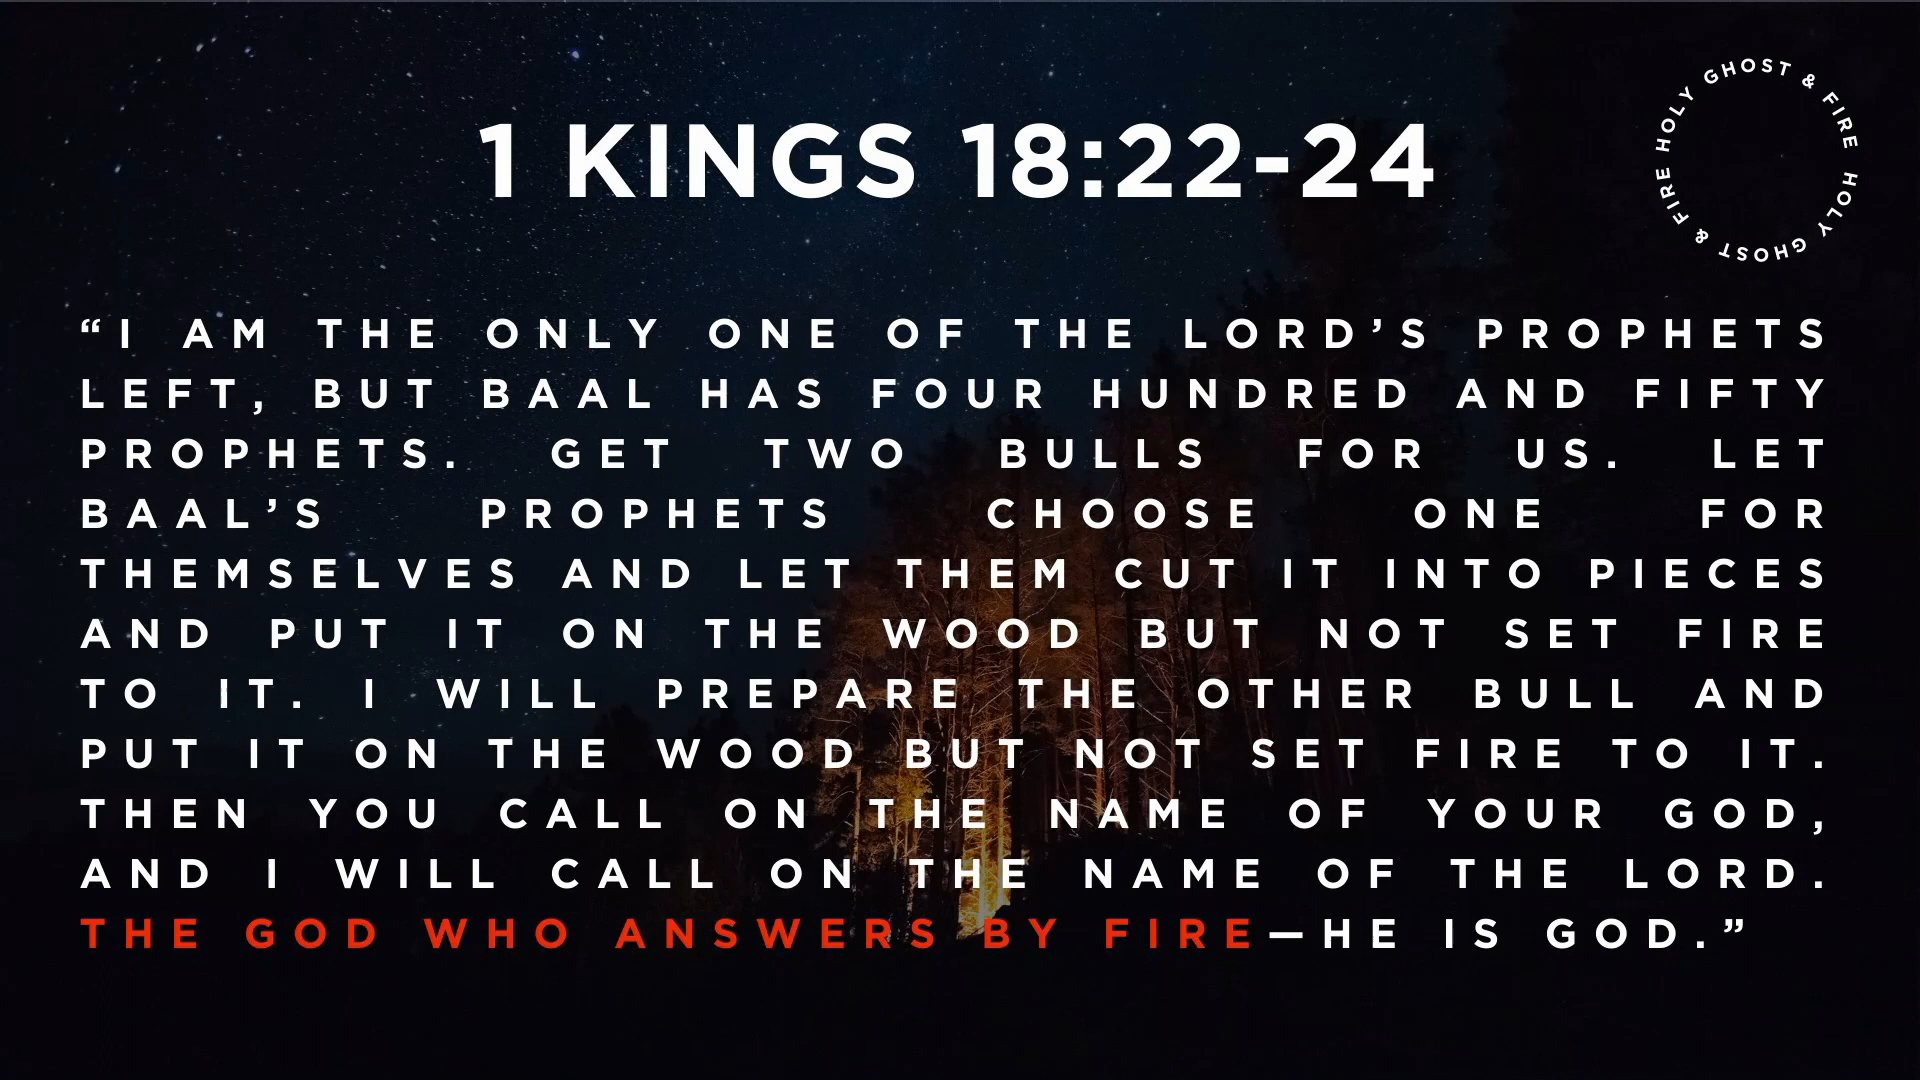 1 KINGS 18:22-24
HOLY GHOST & FIRE HOLY GHOST & FIRE
“I AM THE ONLY ONE OF THE LORD’S PROPHETS
LEFT, BUT BAAL HAS FOUR HUNDRED AND FIFTY
PROPHETS. GET TWO BULLS FOR US. LET
BAAL’S PROPHETS CHOOSE ONE FOR
THEMSELVES AND LET THEM CUT IT INTO PIECES
AND PUT IT ON THE WOOD BUT NOT SET FIRE
TO IT. I WILL PREPARE THE OTHER BULL AND
PUT IT ON THE WOOD BUT NOT SET FIRE TO IT.
THEN YOU CALL ON THE NAME OF YOUR GOD,
AND I WILL CALL ON THE NAME OF THE LORD.
THE GOD WHO ANSWERS BY FIRE—HE IS GOD.”